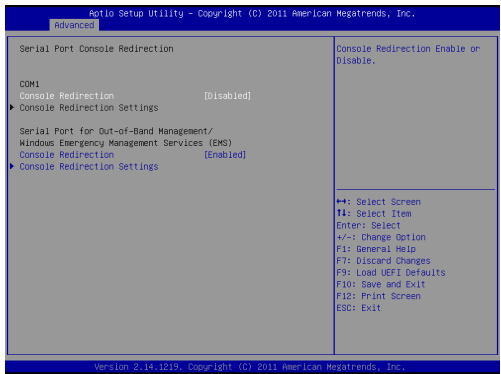 Aptio Setup Utility – Copyright (C) 2011 American Megatrends, Inc.
Advanced
Serial Port Console Redirection
COM1
Console Redirection [Disabled]
Console Redirection Settings
Serial Port for Out-of-Band Management/
Windows Emergency Management Services (EMS)
Console Redirection [Enabled]
Console Redirection Settings
Console Redirection Enable or
Disable.
↔: Select Screen
↑↓: Select Item
Enter: Select
+/-: Change Option
F1: General Help
F7: Discard Changes
F9: Load UEFI Defaults
F10: Save and Exit
F12: Print Screen
ESC: Exit
Version 2.14.1219. Copyright (C) 2011 American Megatrends, Inc.